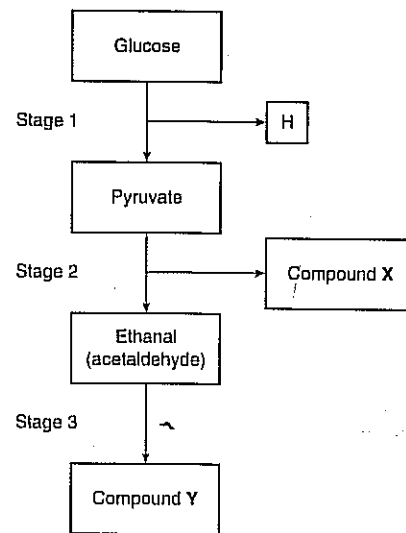 Glucose
Stage 1
H
Pyruvate
Stage 2
Compound X
Ethanal
(acetaldehyde)
Stage 3
Compound Y